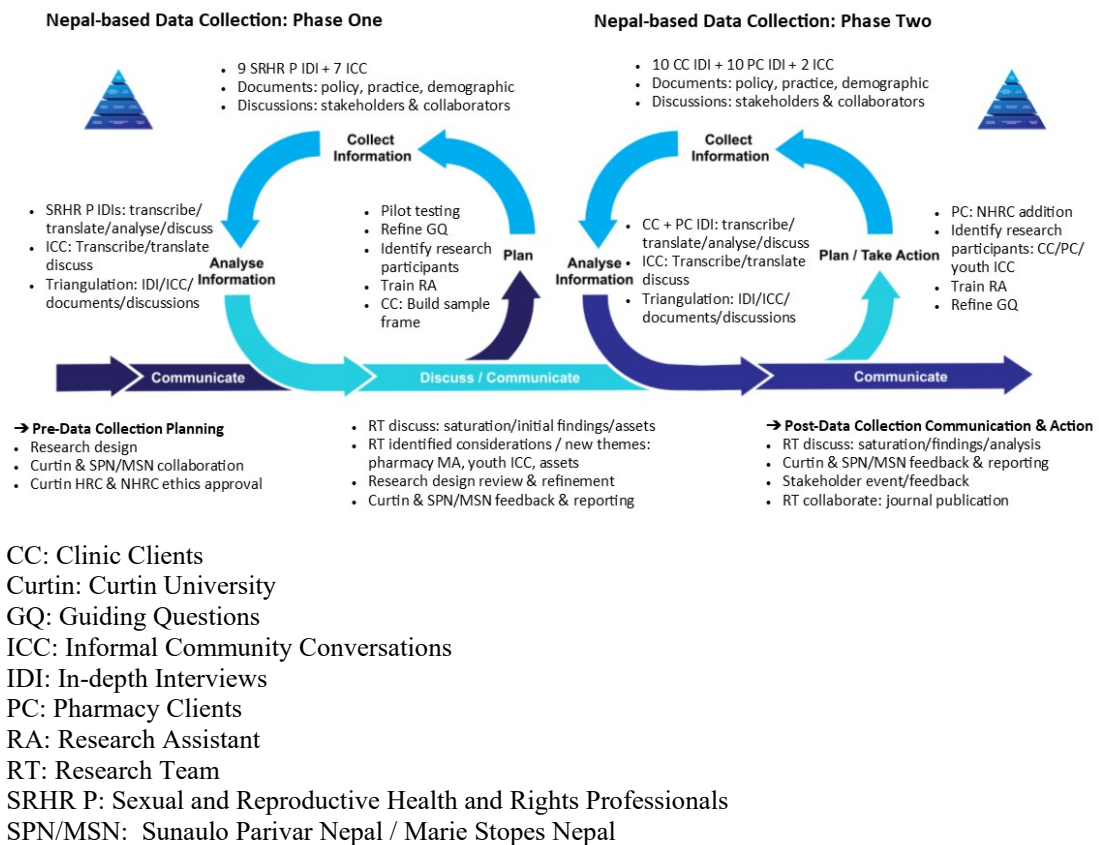 Nepal-based Data Collection: Phase One
• 9 SRHR P IDI + 7 ICC
• Documents: policy, practice, demographic
• Discussions: stakeholders & collaborators
Collect
Information
• SRHR P IDIs: transcribe/
translate/analyse/discuss
• ICC: Transcribe/translate
discuss
• Triangulation: IDI/ICC/
documents/discussions
Analyse
Information
• Pilot testing
• Refine GQ
• Identify research
participants
• Train RA
• CC: Build sample
frame
Plan
Nepal-based Data Collection: Phase Two
• 10 CC IDI + 10 PC IDI + 2 ICC
• Documents: policy, practice, demographic
• Discussions: stakeholders & collaborators
Collect
Information
Analyse
Information
• CC + PC IDI: transcribe/
translate/analyse/discuss
• ICC: Transcribe/translate
discuss
• Triangulation: IDI/ICC/
documents/discussions
Plan / Take Action
• PC: NHRC addition
• Identify research
participants: CC/PC/
youth ICC
• Train RA
• Refine GQ
Communicate
Discuss / Communicate
Communicate
➔ Pre-Data Collection Planning
• Research design
• Curtin & SPN/MSN collaboration
• Curtin HRC & NHRC ethics approval
• RT discuss: saturation/initial findings/assets
• RT identified considerations / new themes:
pharmacy MA, youth ICC, assets
• Research design review & refinement
• Curtin & SPN/MSN feedback & reporting
➔ Post-Data Collection Communication & Action
• RT discuss: saturation/findings/analysis
• Curtin & SPN/MSN feedback & reporting
• Stakeholder event/feedback
• RT collaborate: journal publication
CC: Clinic Clients
Curtin: Curtin University
GQ: Guiding Questions
ICC: Informal Community Conversations
IDI: In-depth Interviews
PC: Pharmacy Clients
RA: Research Assistant
RT: Research Team
SRHR P: Sexual and Reproductive Health and Rights Professionals
SPN/MSN: Sunaulo Parivar Nepal / Marie Stopes Nepal